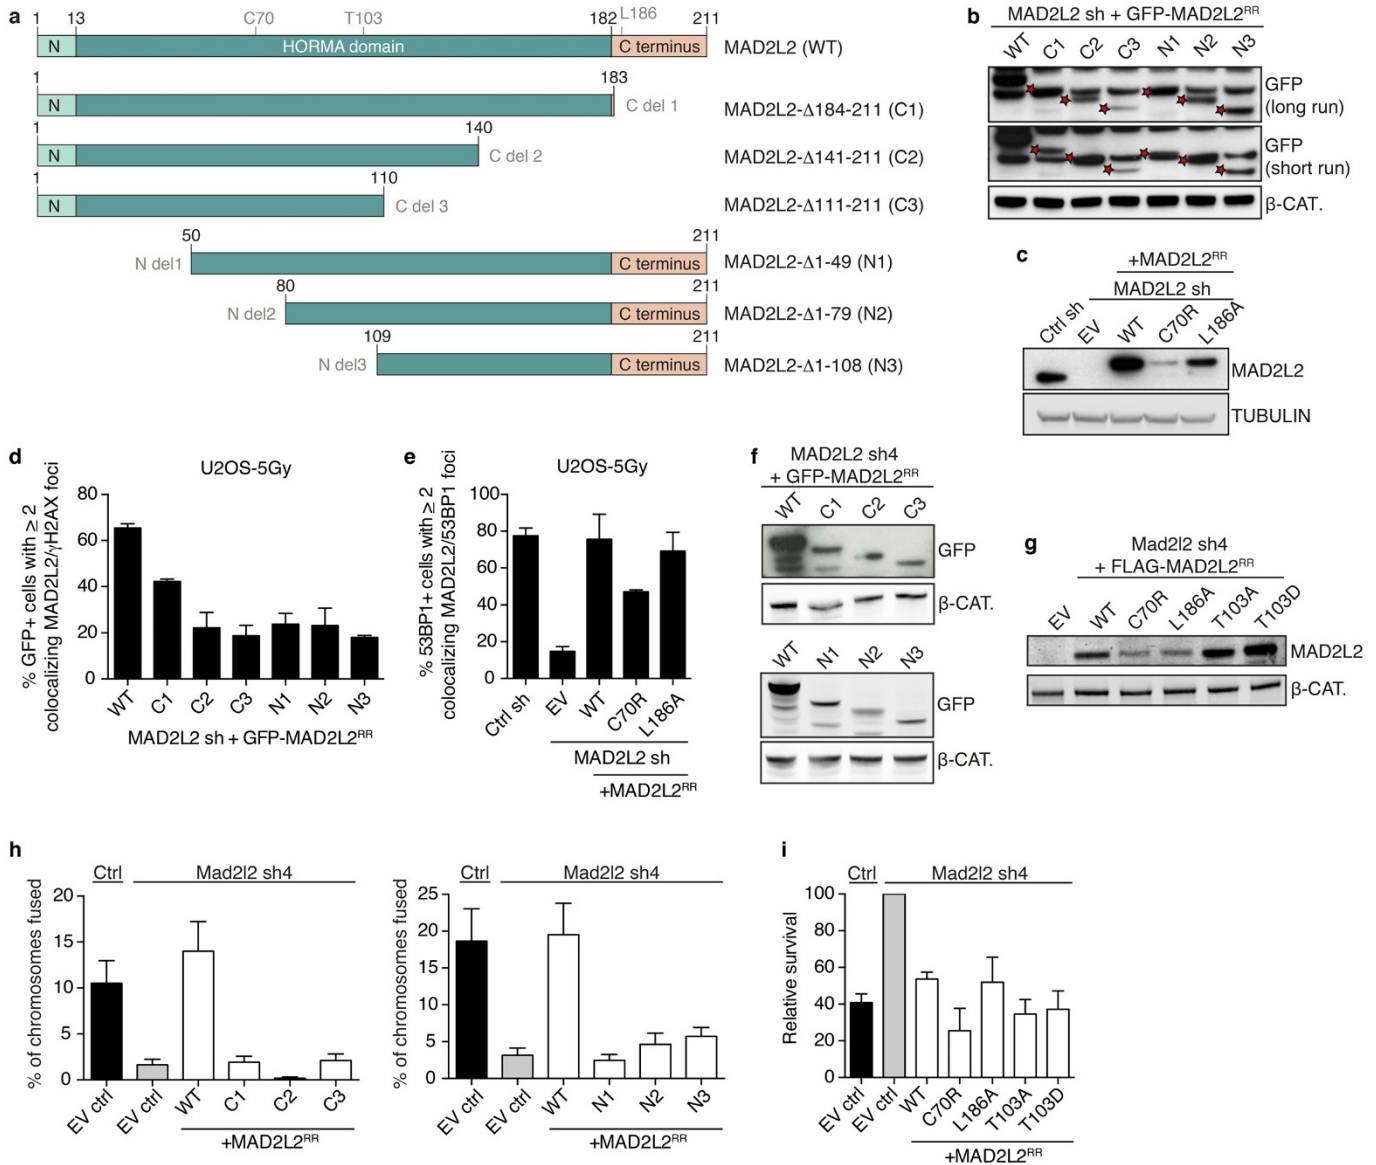 a
1 13 C70 T103 182 L186 211
N HORMA domain C terminus MAD2L2 (WT)
1 183
C del 1 MAD2L2-Δ184-211 (C1)
1 140
N C del 2 MAD2L2-Δ141-211 (C2)
1 110
N C del 3 MAD2L2-Δ111-211 (C3)
50 211
N del1 C terminus MAD2L2-Δ1-49 (N1)
80 211
N del2 C terminus MAD2L2-Δ1-79 (N2)
109 211
N del3 C terminus MAD2L2-Δ1-108 (N3)
b
MAD2L2 sh + GFP-MAD2L2RR
WT C1 C2 C3 N1 N2 N3
GFP
(long run)
GFP
(short run)
β-CAT.
c
+MAD2L2RR
MAD2L2 sh
Ctrl sh EV WT C70R L186A
MAD2L2
TUBULIN
d
U2OS-5Gy
% GFP+ cells with ≥ 2
colocalizing MAD2L2/γH2AX foci
80
60
40
20
0
WT C1 C2 C3 N1 N2 N3
MAD2L2 sh + GFP-MAD2L2RR
e
U2OS-5Gy
% 53BP1+ cells with ≥ 2
colocalizing MAD2L2/53BP1 foci
100
80
60
40
20
0
Ctrl sh EV WT C70R L186A
MAD2L2 sh
+MAD2L2RR
f
MAD2L2 sh4
+ GFP-MAD2L2RR
WT C1 C2 C3
GFP
β-CAT.
WT N1 N2 N3
GFP
β-CAT.
g
Mad2l2 sh4
+ FLAG-MAD2L2RR
EV WT C70R L186A T103A T103D
MAD2L2
β-CAT.
h
Ctrl Mad2l2 sh4
% of chromosomes fused
20
15
10
5
0
EV ctrl EV ctrl WT C1 C2 C3
+MAD2L2RR
Ctrl Mad2l2 sh4
% of chromosomes fused
25
20
15
10
5
0
EV ctrl EV ctrl WT N1 N2 N3
+MAD2L2RR
i
Ctrl Mad2l2 sh4
Relative survival
100
80
60
40
20
0
EV ctrl EV ctrl WT C70R L186A T103A T103D
+MAD2L2RR